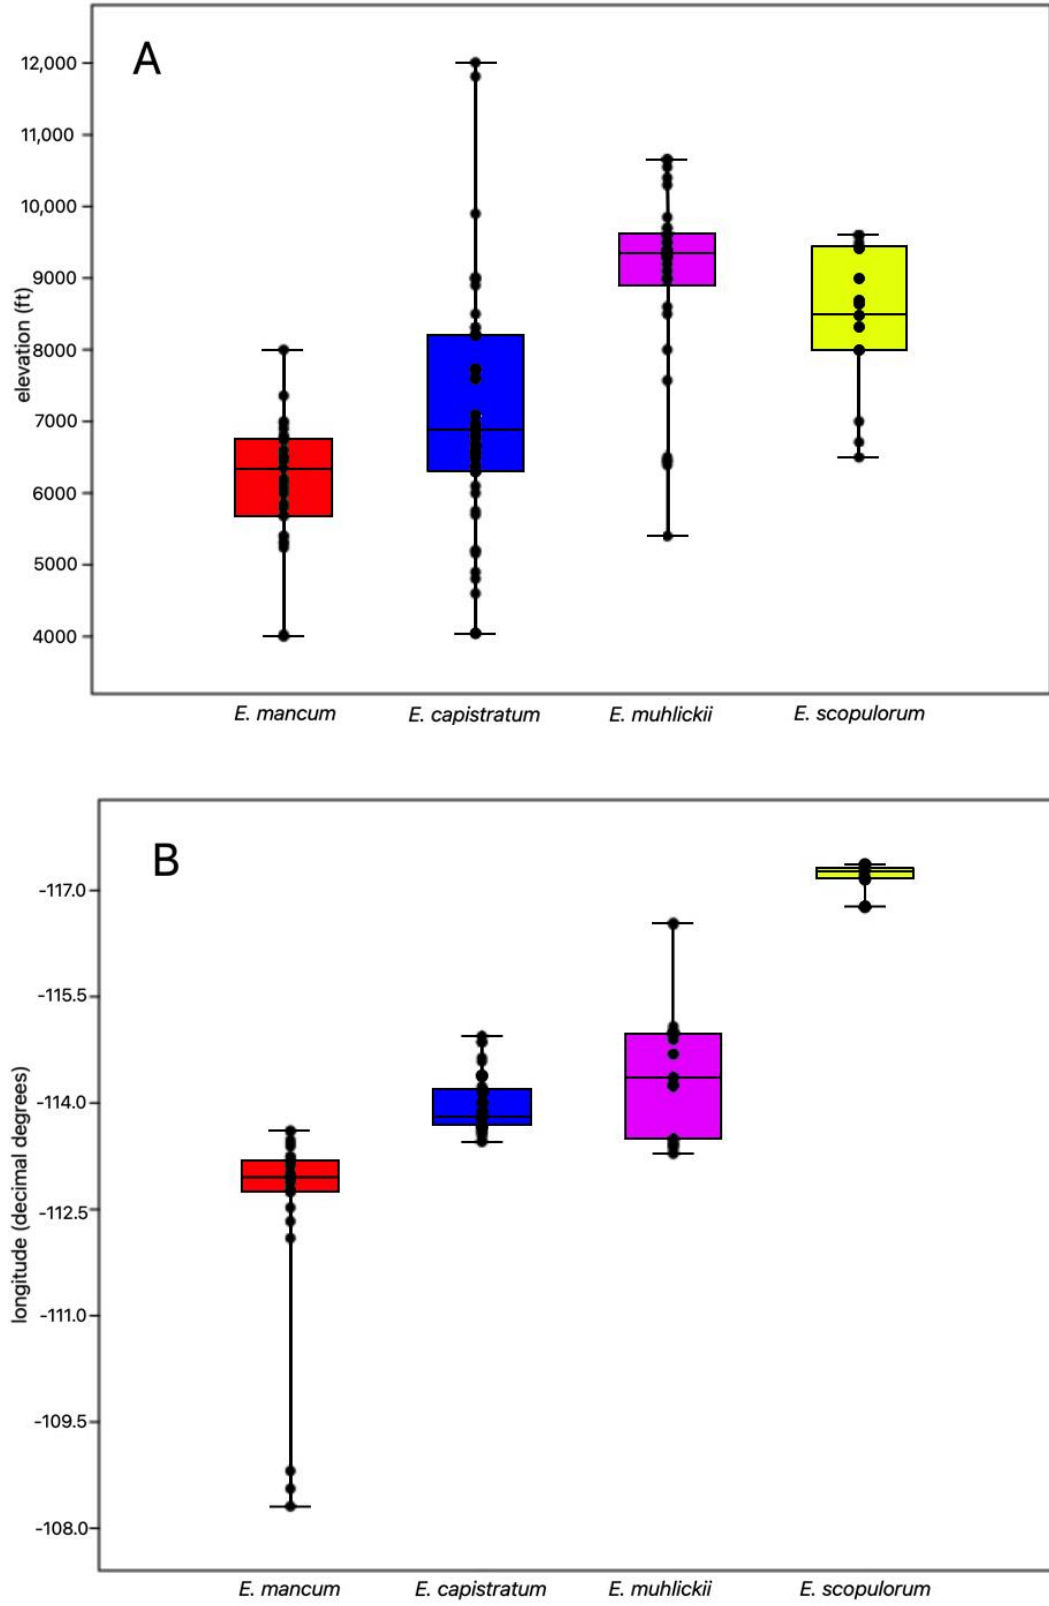 A
12,000
11,000
10,000
9000
8000
7000
6000
5000
4000
elevation (ft)
E. mancum E. capistratum E. muhlickii E. scopulorum
B
-117.0
-115.5
-114.0
-112.5
-111.0
-109.5
-108.0
longitude (decimal degrees)
E. mancum E. capistratum E. muhlickii E. scopulorum